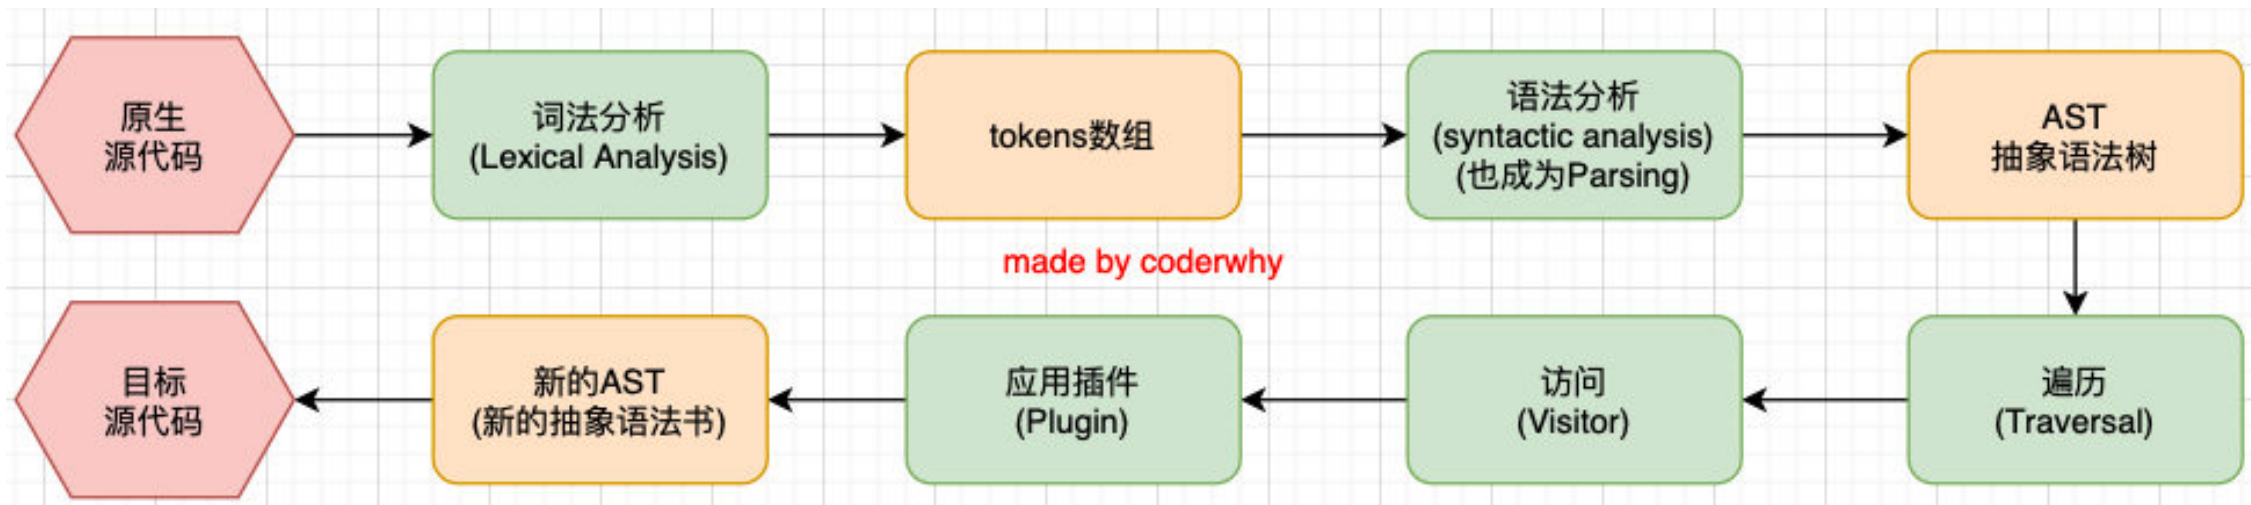 原生
源代码
词法分析
(Lexical Analysis)
tokens数组
语法分析
(syntactic analysis)
(也成为Parsing)
AST
抽象语法树
made by coderwhy
目标
源代码
新的AST
(新的抽象语法书)
应用插件
(Plugin)
访问
(Visitor)
遍历
(Traversal)